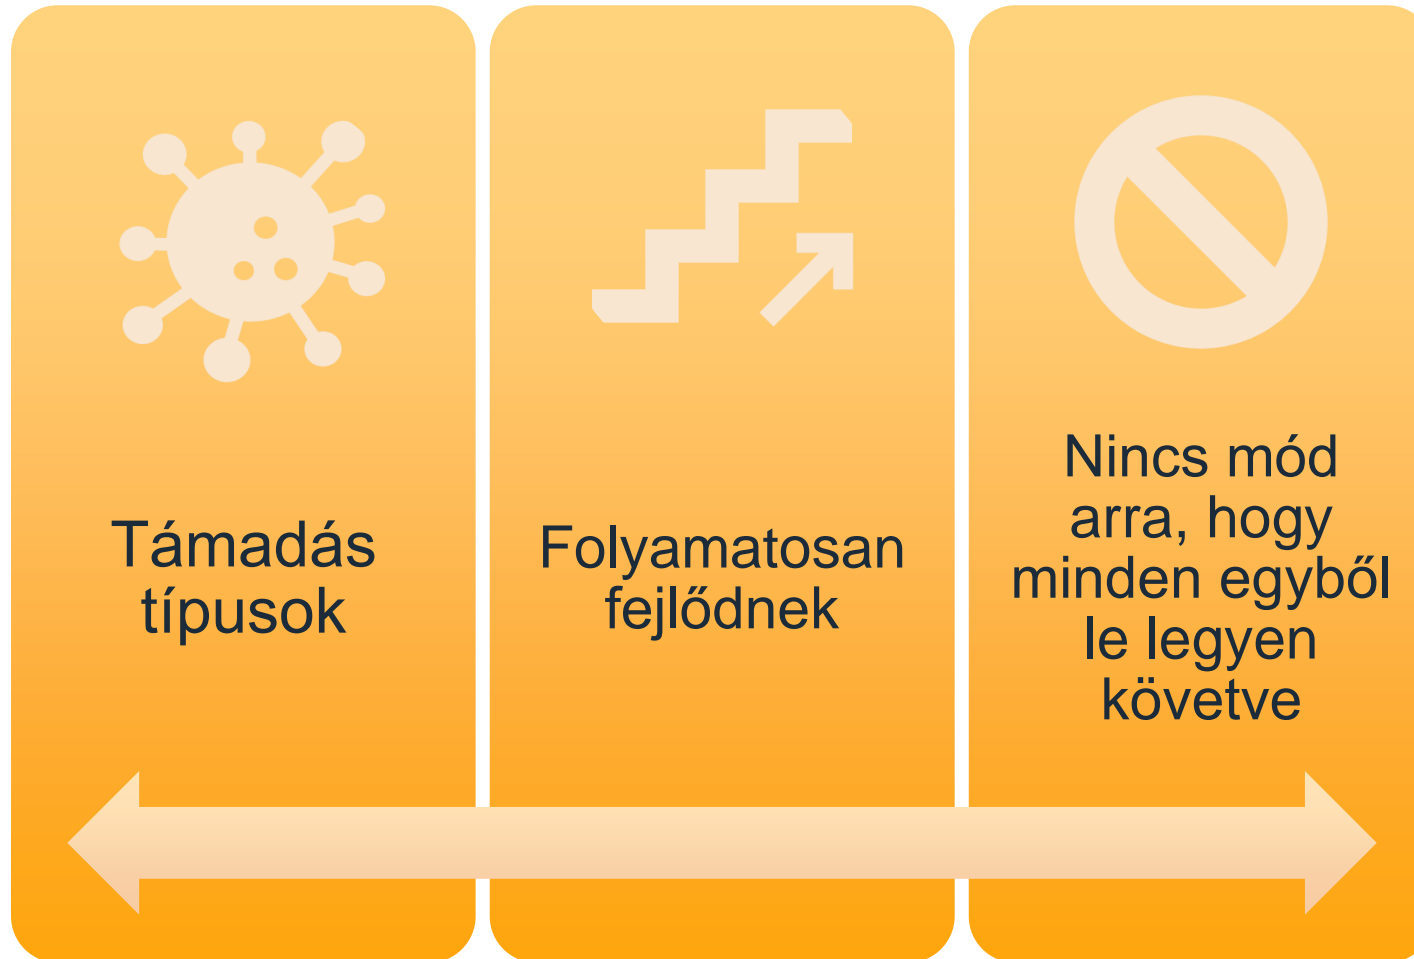 Támadás
típusok
Folyamatosan
fejlődnek
Nincs mód
arra, hogy
minden egyből
le legyen
követve